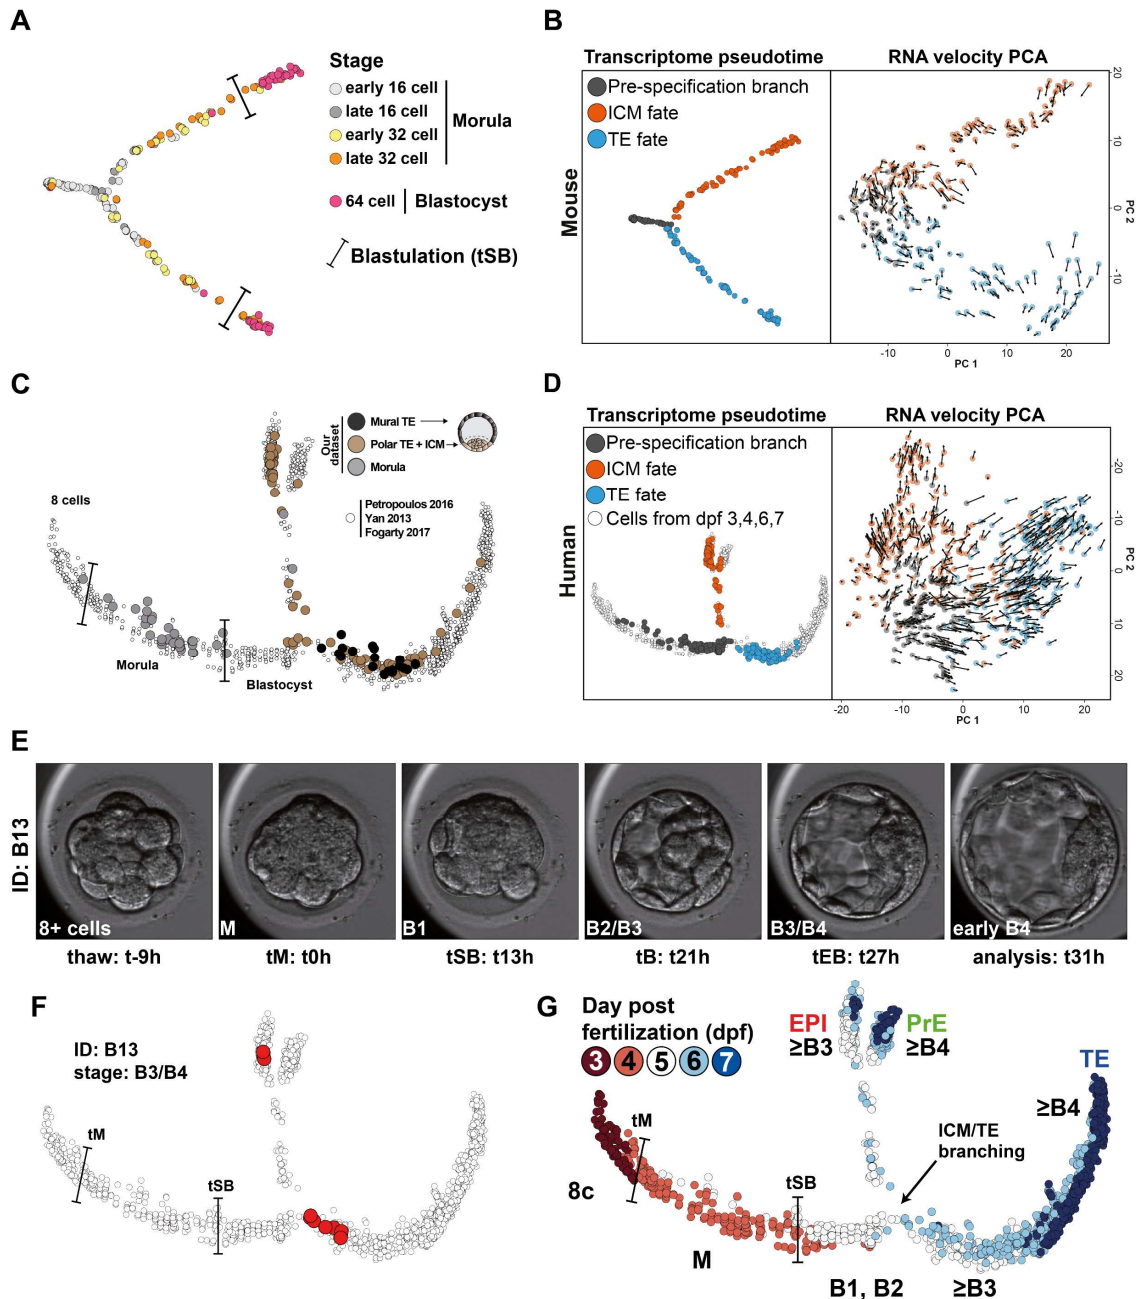 A
Stage
early 16 cell
late 16 cell
early 32 cell
late 32 cell
Morula
64 cell
Blastocyst
Blastulation (tSB)
B
Transcriptome pseudotime
RNA velocity PCA
Mouse
Pre-specification branch
ICM fate
TE fate
20
10
0
-10
PC 2
-10
0
10
20
PC 1
C
Our dataset
Mural TE
Polar TE + ICM
Morula
Petropoulos 2016
Yan 2013
Fogarty 2017
8 cells
Morula
Blastocyst
D
Transcriptome pseudotime
RNA velocity PCA
Human
Pre-specification branch
ICM fate
TE fate
Cells from dpf 3,4,6,7
-20
-10
0
10
20
PC 2
-20
-10
0
10
20
PC 1
E
ID: B13
8+ cells
M
B1
B2/B3
B3/B4
early B4
thaw: t-9h
tM: t0h
tSB: t13h
tB: t21h
tEB: t27h
analysis: t31h
F
ID: B13
stage: B3/B4
tM
tSB
G
Day post
fertilization (dpf)
3 4 5 6 7
EPI
≥B3
PrE
≥B4
TE
≥B4
ICM/TE
branching
tM
8c
tSB
M
B1, B2
≥B3